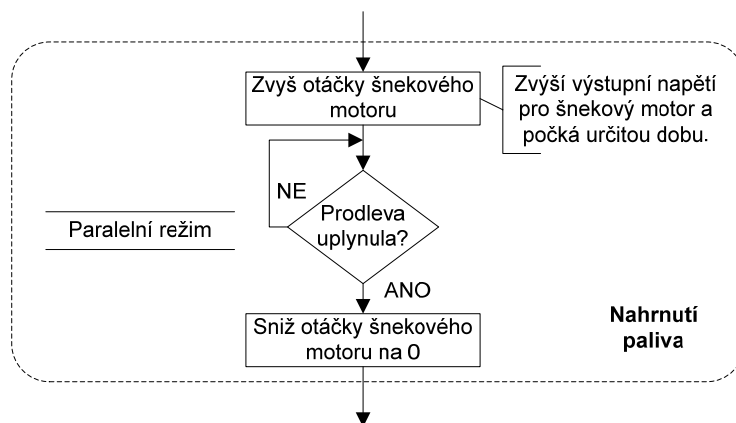 Zvyš otáčky šnekového
motoru
Zvýší výstupní napětí
pro šnekový motor a
počká určitou dobu.
NE
Prodleva
uplynula?
Paralelní režim
ANO
Sniž otáčky šnekového
motoru na 0
Nahrnutí
paliva